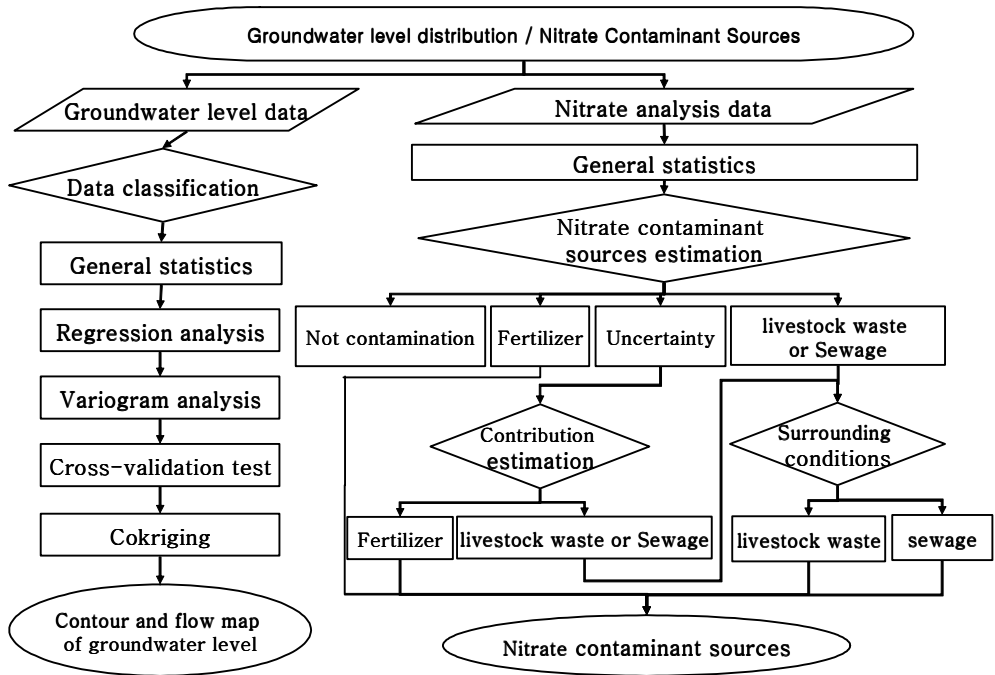 Groundwater level distribution / Nitrate Contaminant Sources
Groundwater level data
Nitrate analysis data
Data classification
General statistics
General statistics
Nitrate contaminant
sources estimation
Regression analysis
Not contamination
Fertilizer
Uncertainty
livestock waste
or Sewage
Variogram analysis
Contribution
estimation
Surrounding
conditions
Cross-validation test
Cokriging
Fertilizer
livestock waste or Sewage
livestock waste
sewage
Contour and flow map
of groundwater level
Nitrate contaminant sources